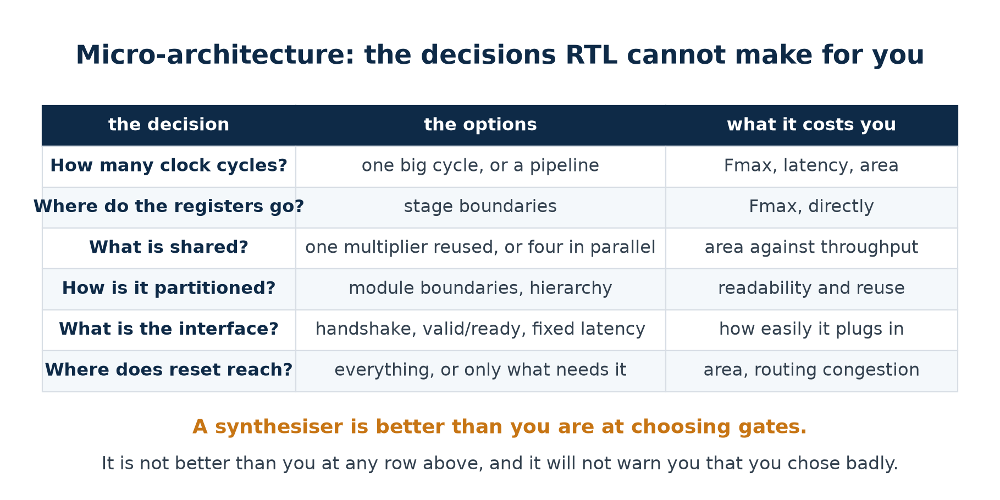 Micro-architecture: the decisions RTL cannot make for you
the decision the options what it costs you
How many clock cycles? one big cycle, or a pipeline Fmax, latency, area
Where do the registers go? stage boundaries Fmax, directly
What is shared? one multiplier reused, or four in parallel area against throughput
How is it partitioned? module boundaries, hierarchy readability and reuse
What is the interface? handshake, valid/ready, fixed latency how easily it plugs in
Where does reset reach? everything, or only what needs it area, routing congestion
A synthesiser is better than you are at choosing gates.
It is not better than you at any row above, and it will not warn you that you chose badly.